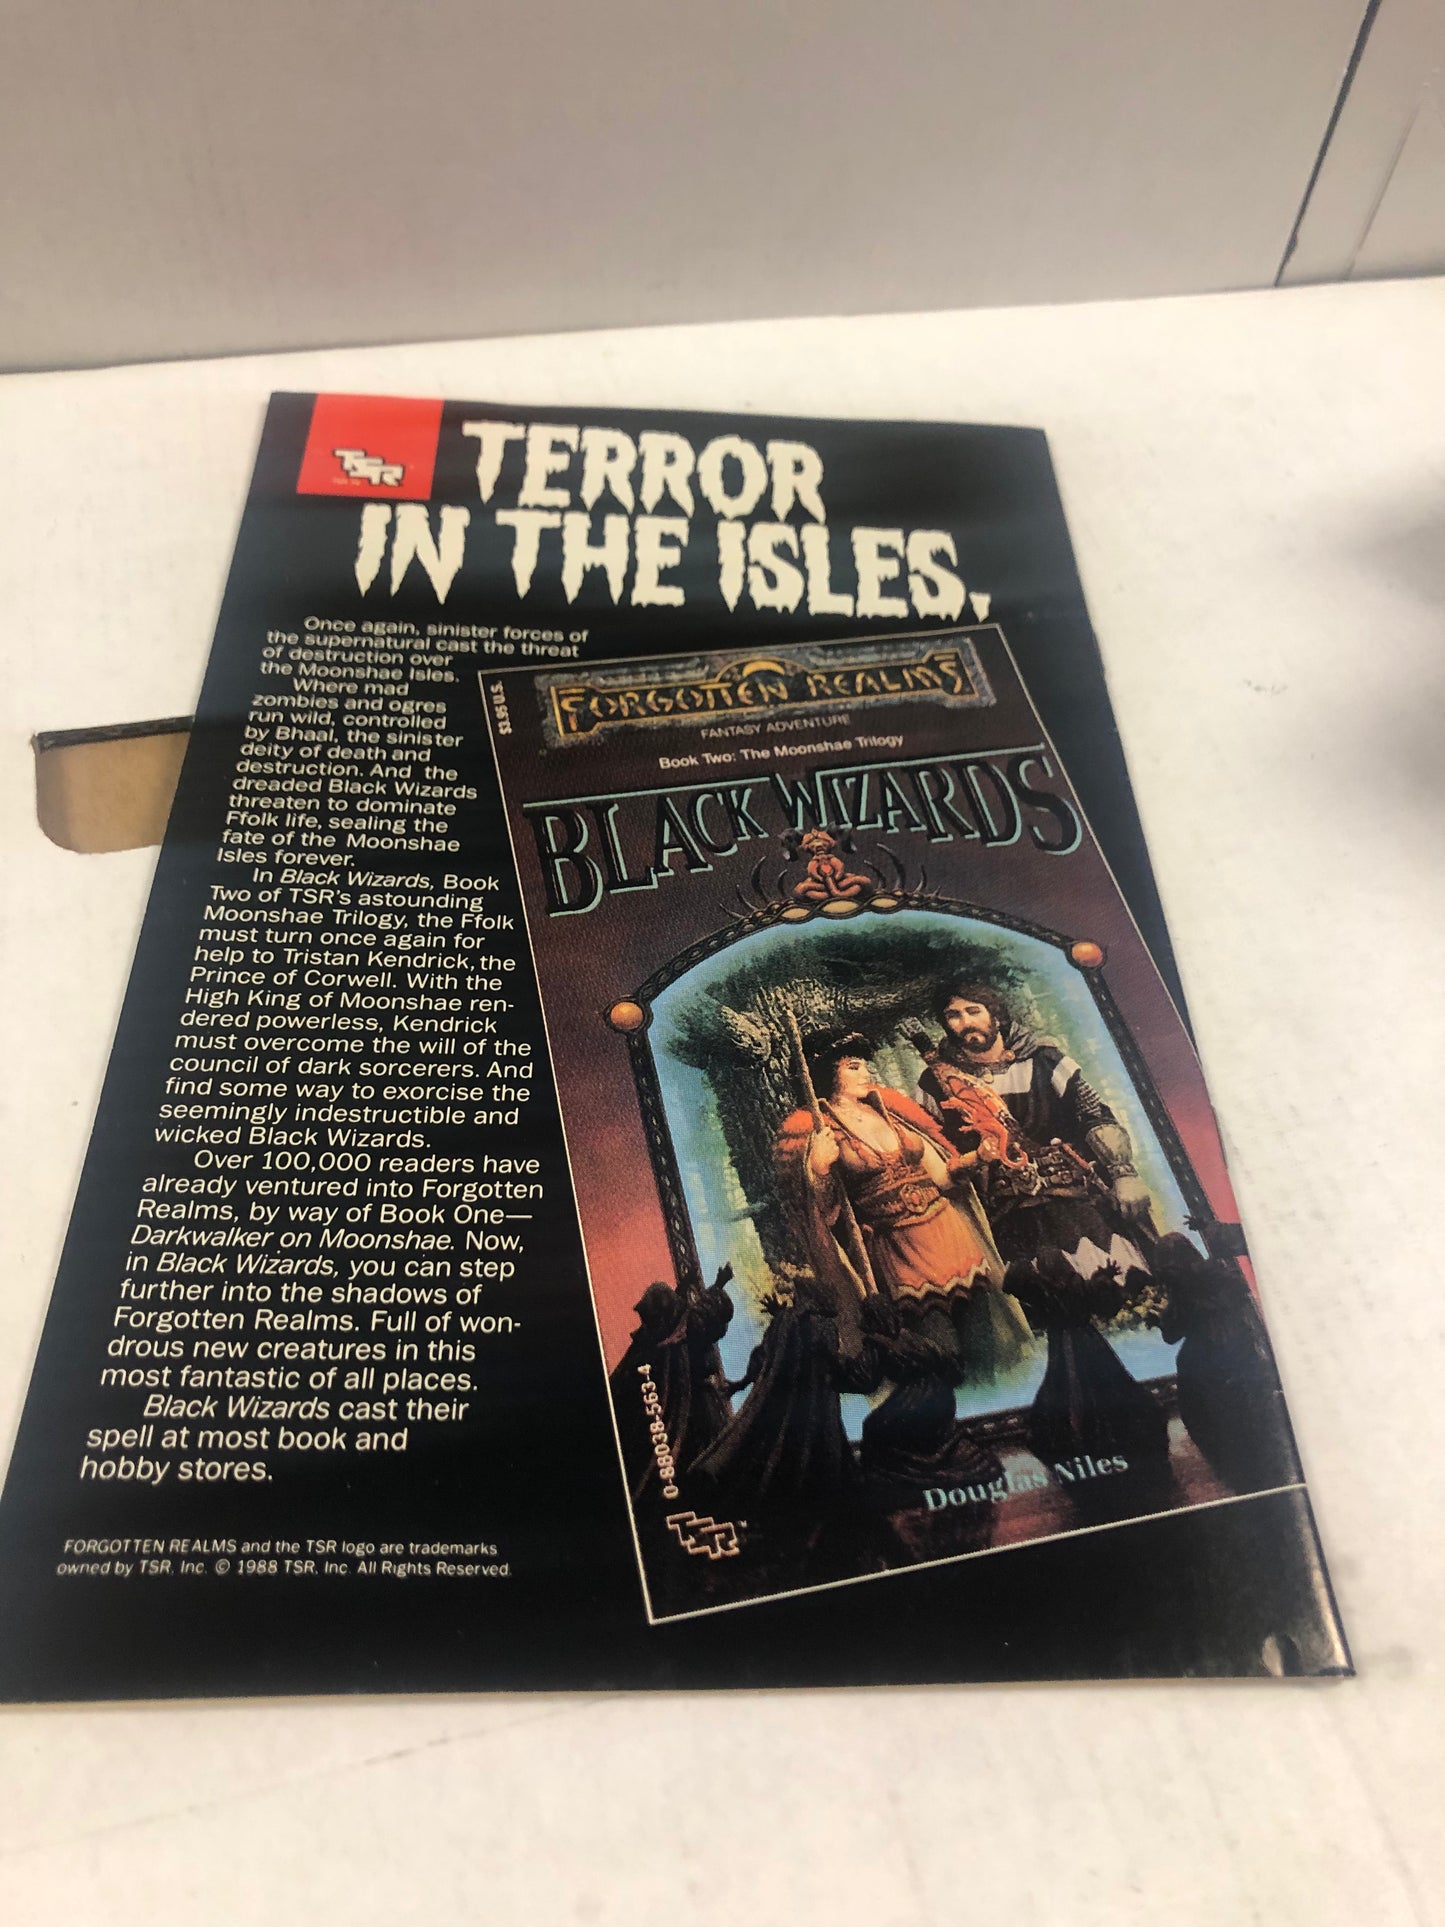 TSR
TERROR
IN THE ISLES.
Once again, sinister forces of
the supernatural cast the threat
of destruction over
the Moonshae Isles.
Where mad
zombies and ogres
run wild, controlled
by Bhaal, the sinister
deity of death and
destruction. And the
dreaded Black Wizards
threaten to dominate
Ffolk life, sealing the
fate of the Moonshae
Isles forever.
In Black Wizards, Book
Two of TSR's astounding
Moonshae Trilogy, the Ffolk
must turn once again for
help to Tristan Kendrick, the
Prince of Corwell. With the
High King of Moonshae ren-
dered powerless, Kendrick
must overcome the will of the
council of dark sorcerers. And
find some way to exorcise the
seemingly indestructible and
wicked Black Wizards.
Over 100,000 readers have
already ventured into Forgotten
Realms, by way of Book One—
Darkwalker on Moonshae. Now,
in Black Wizards, you can step
further into the shadows of
Forgotten Realms. Full of won-
drous new creatures in this
most fantastic of all places.
Black Wizards cast their
spell at most book and
hobby stores.
FORGOTTEN REALMS and the TSR logo are trademarks
owned by TSR, Inc. © 1988 TSR, Inc. All Rights Reserved.
$3.95 U.S.
FORGOTTEN REALMS
FANTASY ADVENTURE
Book Two: The Moonshae Trilogy
BLACK WIZARDS
0-88038-563-4
Douglas Niles
TSR